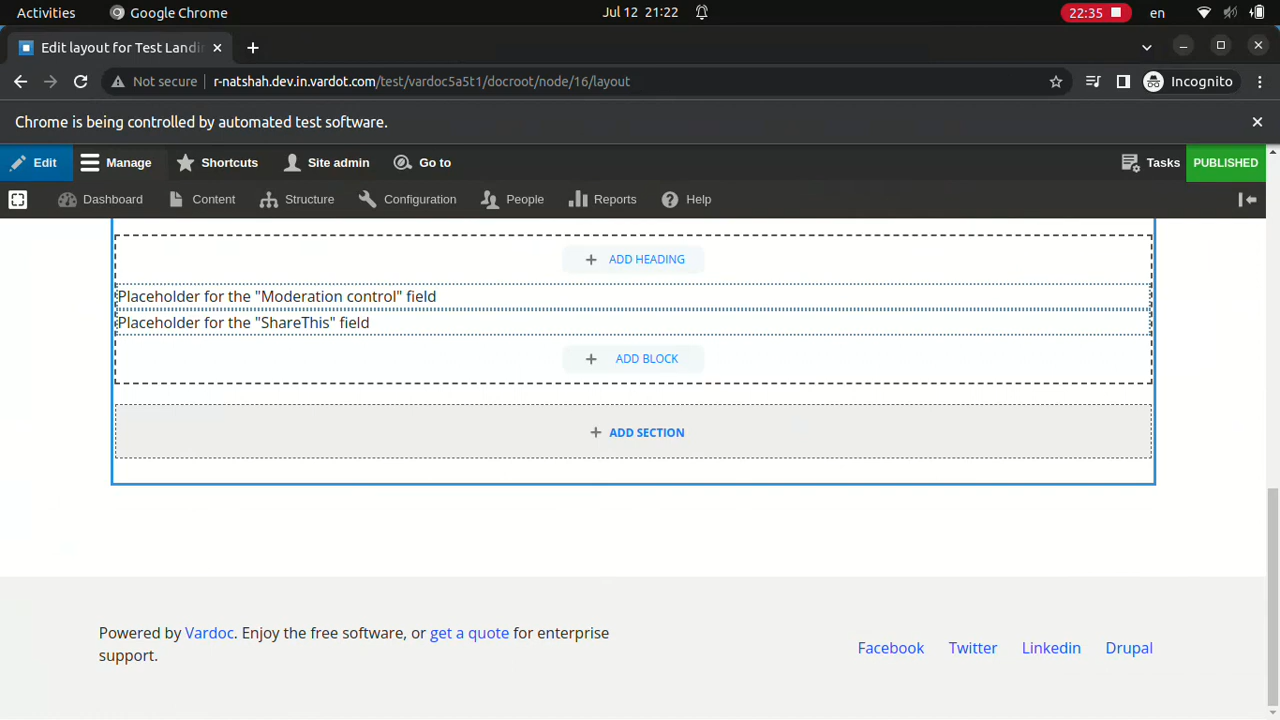 Activities
Google Chrome
Jul 12 21:22
22:35
en
Edit layout for Test Landi
Not secure
r-natshah.dev.in.vardot.com/test/vardoc5a5t1/docroot/node/16/layout
Incognito
Chrome is being controlled by automated test software.
Edit
Manage
Shortcuts
Site admin
Go to
Tasks
PUBLISHED
Dashboard
Content
Structure
Configuration
People
Reports
Help
ADD HEADING
Placeholder for the "Moderation control" field
Placeholder for the "ShareThis" field
ADD BLOCK
ADD SECTION
Powered by Vardoc. Enjoy the free software, or get a quote for enterprise
support.
Facebook
Twitter
Linkedin
Drupal